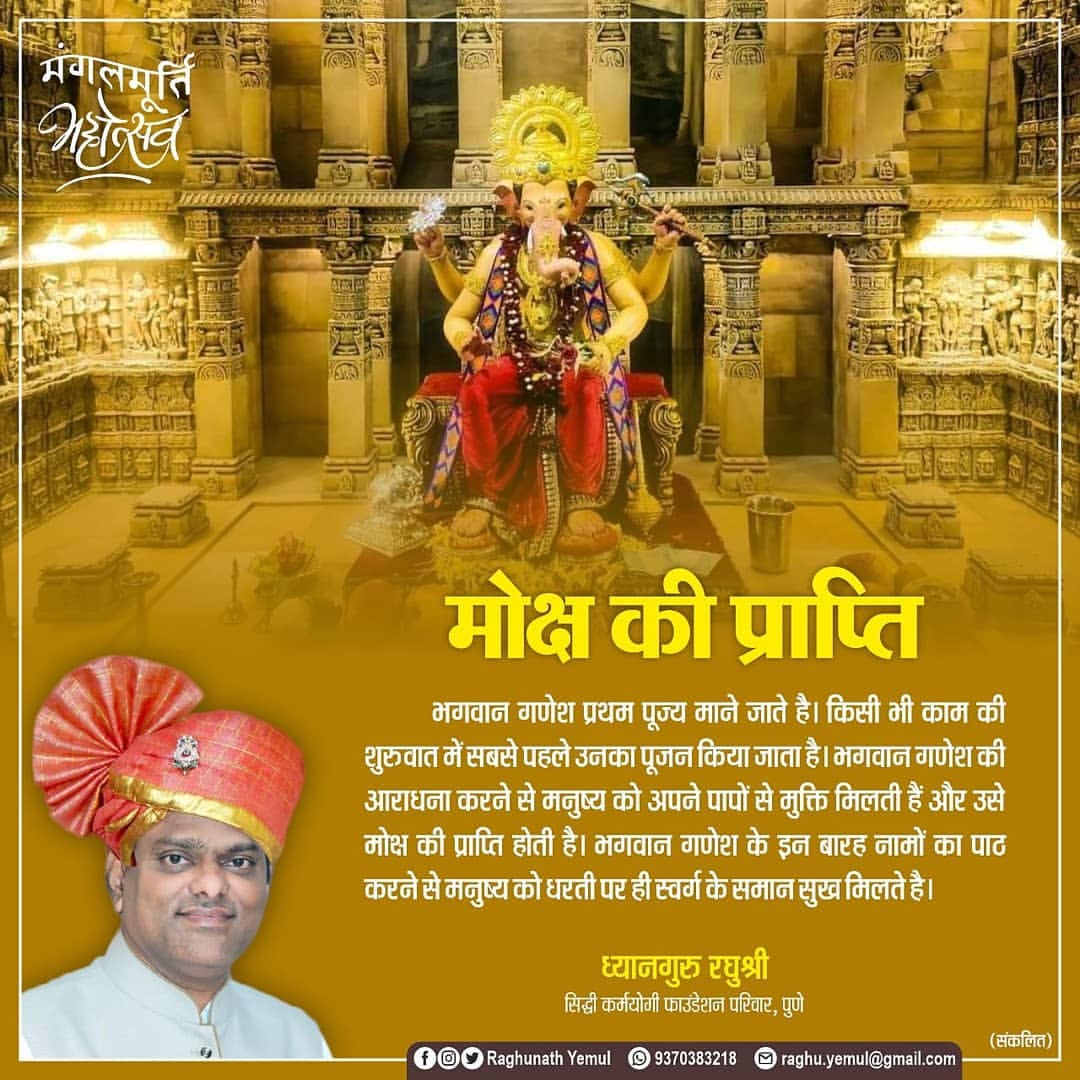 मंगलमूर्ति
महोत्सव
मोक्ष की प्राप्ति
भगवान गणेश प्रथम पूज्य माने जाते है। किसी भी काम की
शुरुवात में सबसे पहले उनका पूजन किया जाता है। भगवान गणेश की
आराधना करने से मनुष्य को अपने पापों से मुक्ति मिलती हैं और उसे
मोक्ष की प्राप्ति होती है। भगवान गणेश के इन बारह नामों का पाठ
करने से मनुष्य को धरती पर ही स्वर्ग के समान सुख मिलते है।
ध्यानगुरु रघुश्री
सिद्धी कर्मयोगी फाउंडेशन परिवार, पुणे
(संकलित)
Raghunath Yemul 9370383218 raghu.yemul@gmail.com